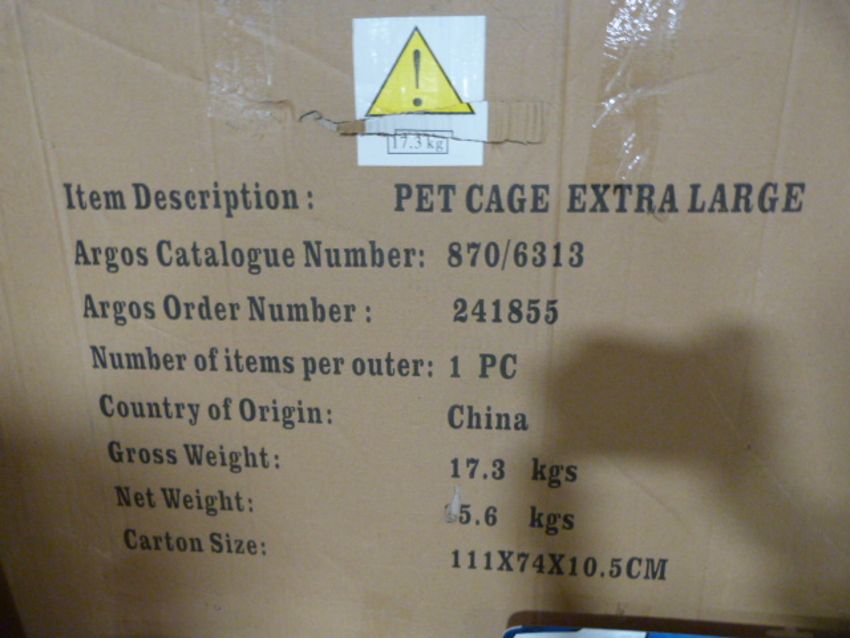 17.3 kg
Item Description : PET CAGE EXTRA LARGE
Argos Catalogue Number: 870/6313
Argos Order Number : 241855
Number of items per outer: 1 PC
Country of Origin: China
Gross Weight: 17.3 kgs
Net Weight: 5.6 kgs
Carton Size: 111X74X10.5CM